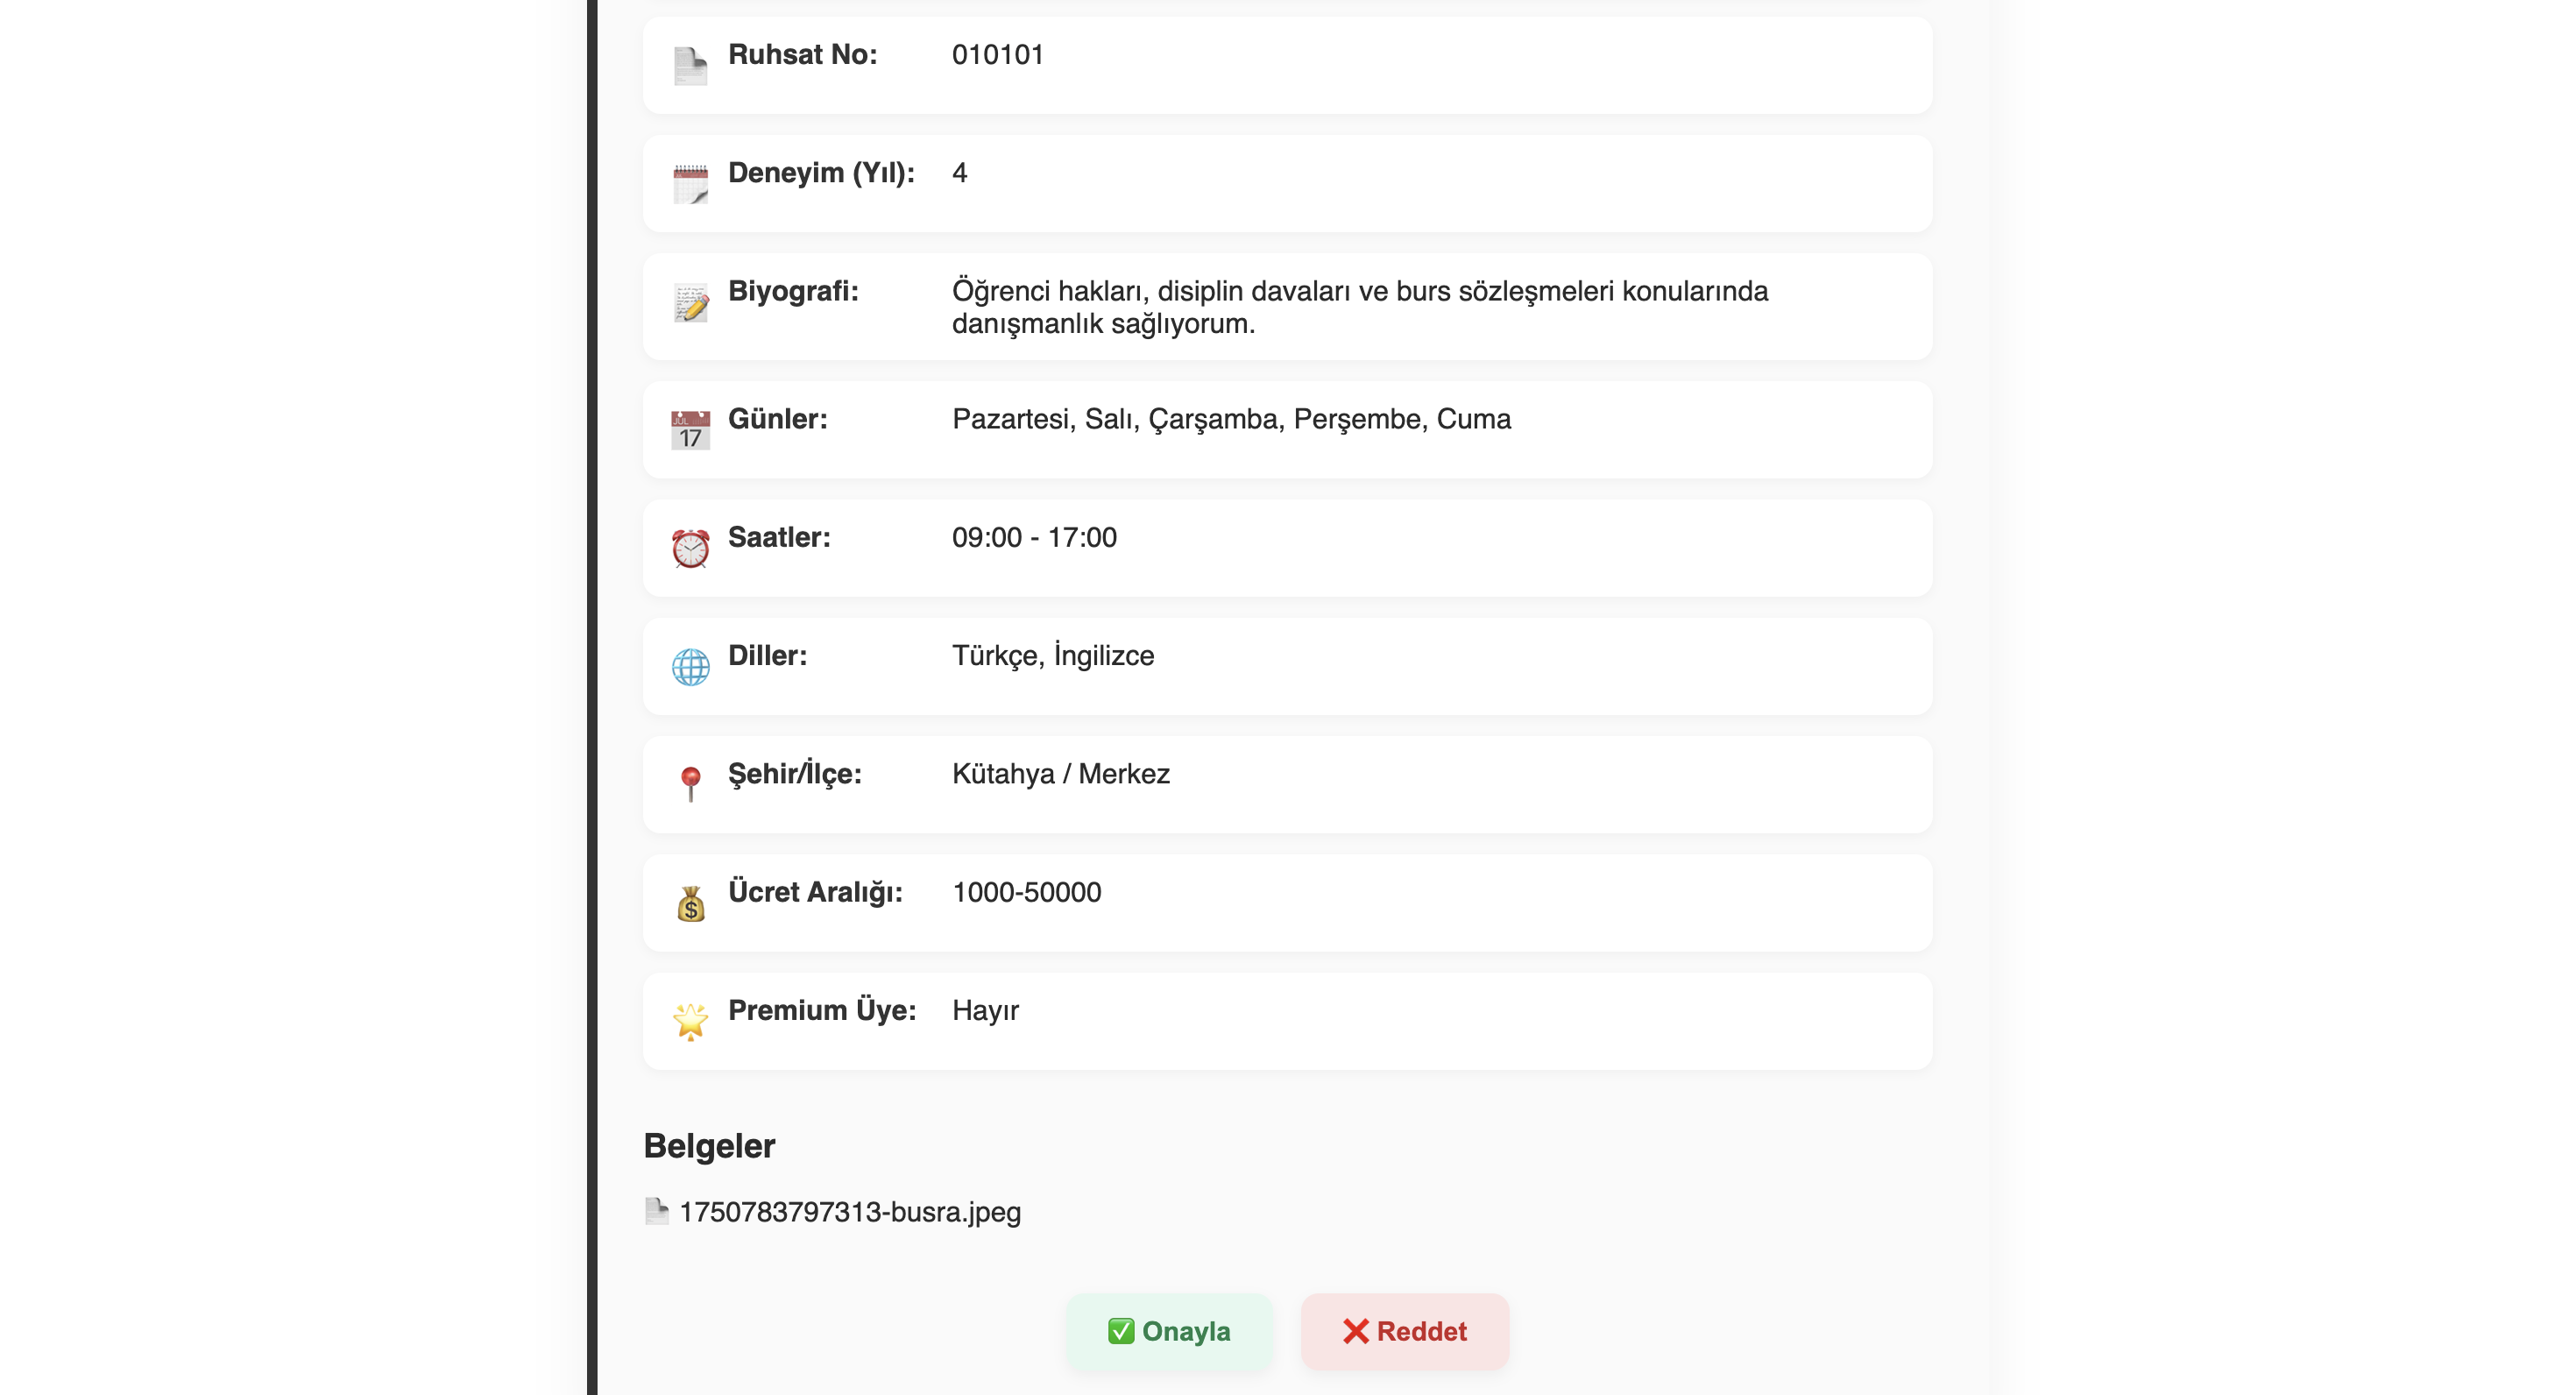 Ruhsat No: 010101
Deneyim (Yıl): 4
Biyografi: Öğrenci hakları, disiplin davaları ve burs sözleşmeleri konularında
danışmanlık sağlıyorum.
JUL 17 Günler: Pazartesi, Salı, Çarşamba, Perşembe, Cuma
Saatler: 09:00 - 17:00
Diller: Türkçe, İngilizce
Şehir/İlçe: Kütahya / Merkez
Ücret Aralığı: 1000-50000
Premium Üye: Hayır
Belgeler
1750783797313-busra.jpeg
Onayla Reddet